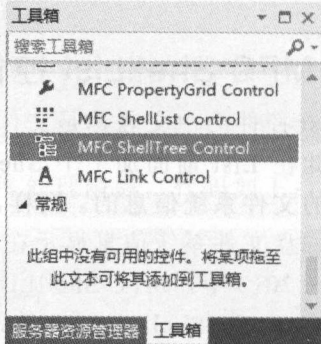 工具箱
搜索工具箱
MFC PropertyGrid Control
MFC ShellList Control
MFC ShellTree Control
MFC Link Control
常规
此组中没有可用的控件。将某项拖至
此文本可将其添加到工具箱。
服务器资源管理器 工具箱